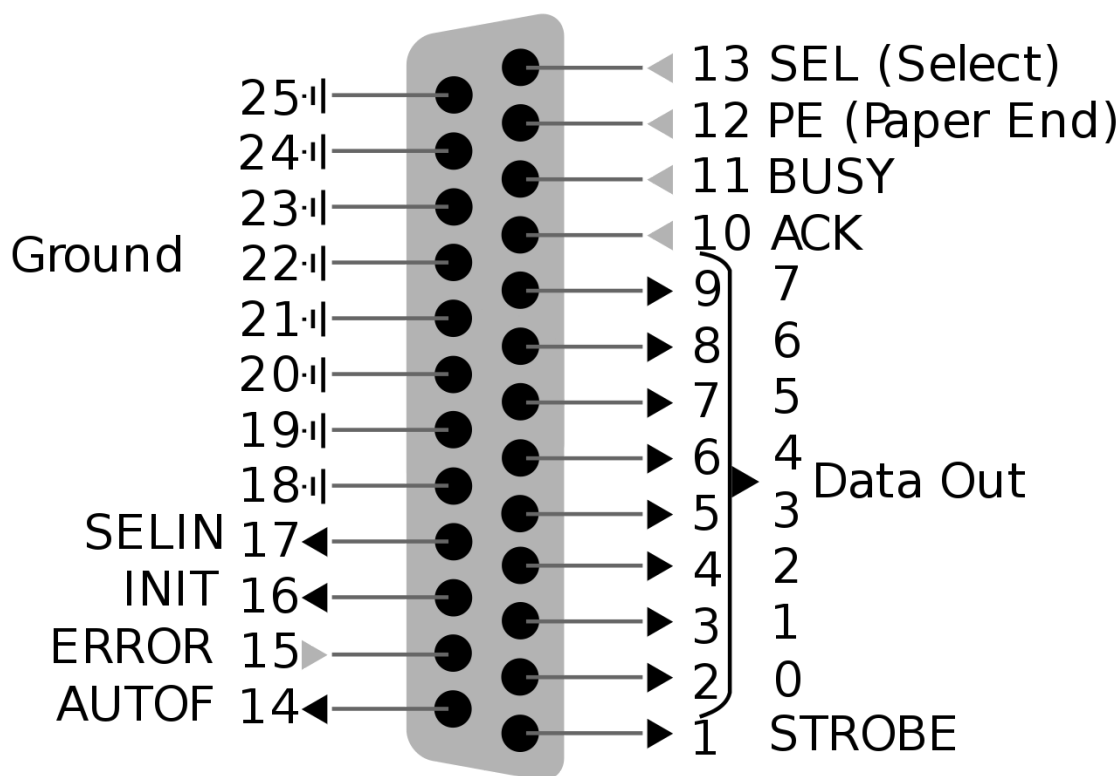 13 SEL (Select)
25
12 PE (Paper End)
24
11 BUSY
23
10 ACK
Ground
22
9 7
21
8 6
20
7 5
19
6 4
Data Out
18
5 3
SELIN 17
4 2
INIT 16
3 1
ERROR 15
2 0
AUTOF 14
1 STROBE